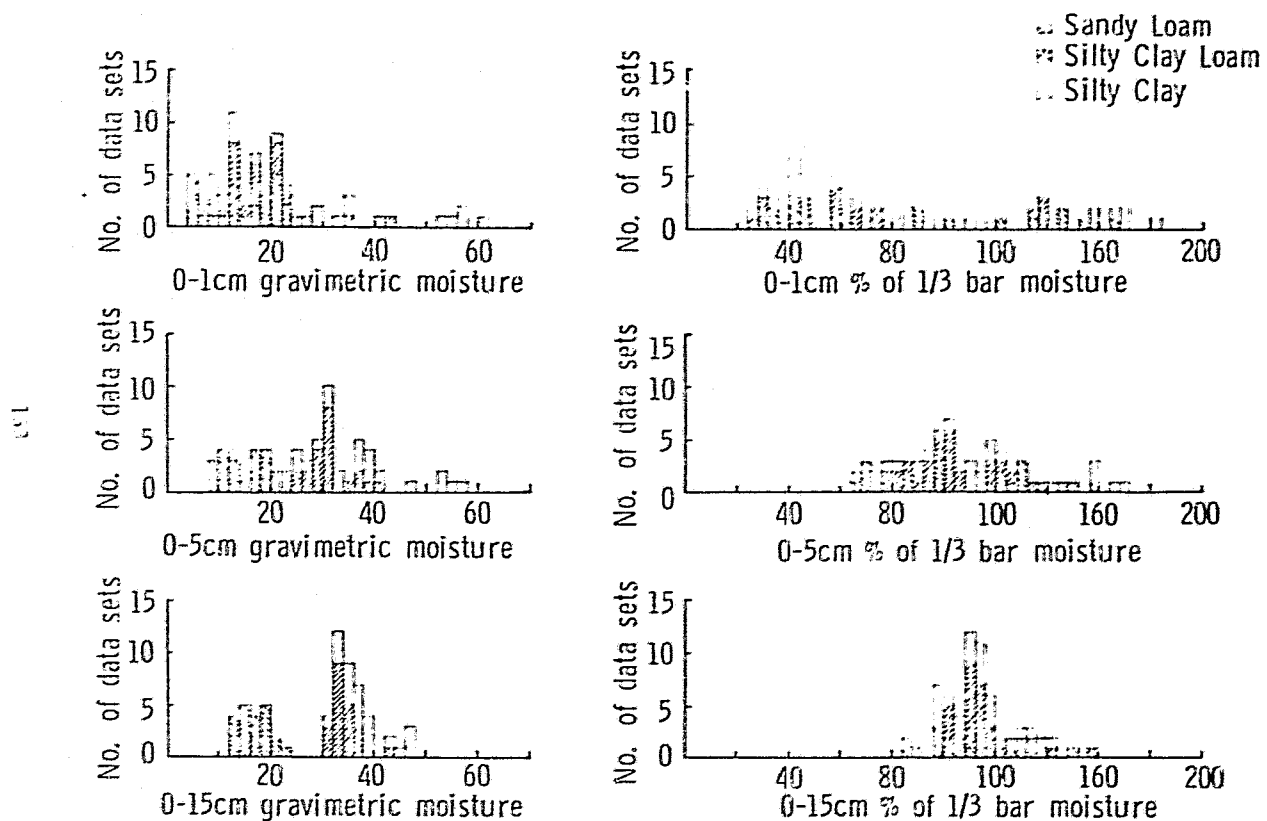 Sandy Loam
Silty Clay Loam
Silty Clay
No. of data sets
15
10
5
0
20 40 60
0-1cm gravimetric moisture
No. of data sets
15
10
5
0
40 80 100 160 200
0-1cm % of 1/3 bar moisture
No. of data sets
15
10
5
0
20 40 60
0-5cm gravimetric moisture
No. of data sets
15
10
5
0
40 80 100 160 200
0-5cm % of 1/3 bar moisture
No. of data sets
15
10
5
0
20 40 60
0-15cm gravimetric moisture
No. of data sets
15
10
5
0
40 80 100 160 200
0-15cm % of 1/3 bar moisture